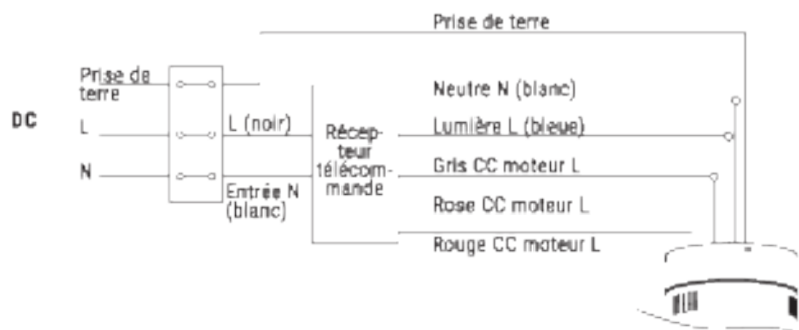 Prise de terre
Prise de
terre
Neutre N (blanc)
DC
L
L (noir)
Lumière L (bleue)
Récep-
teur
télécom-
mande
N
Gris CC moteur L
Entrée N
(blanc)
Rose CC moteur L
Rouge CC moteur L